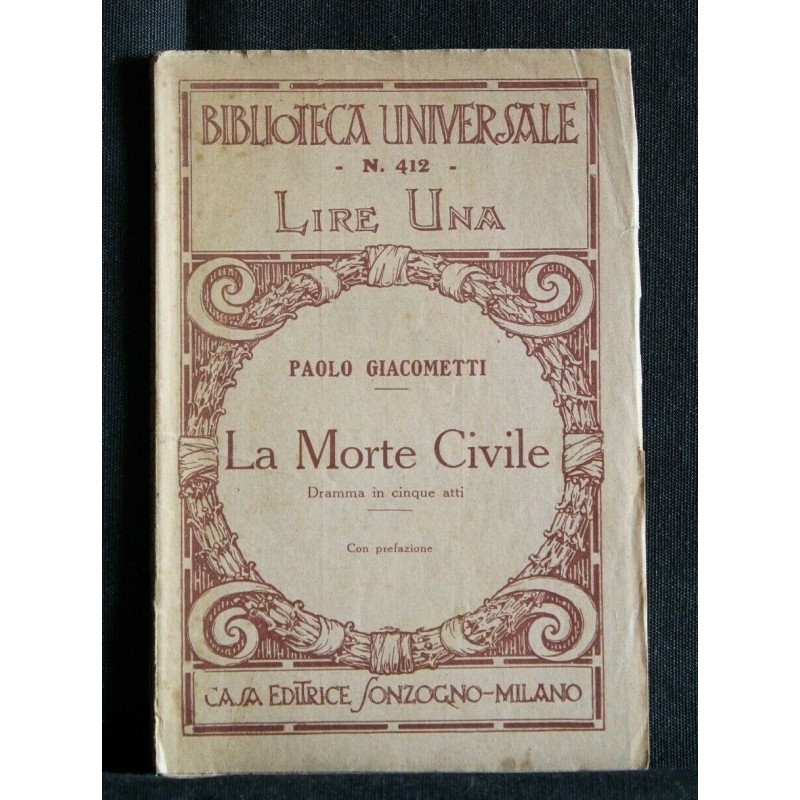 BIBLIOTECA UNIVERSALE
- N. 412 -
LIRE UNA
PAOLO GIACOMETTI
La Morte Civile
Dramma in cinque atti
Con prefazione
CASA EDITRICE SONZOGNO-MILANO